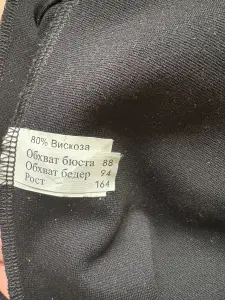 80% Вискоза
Обхват бюста 88
Обхват бедер 94
Рост 164